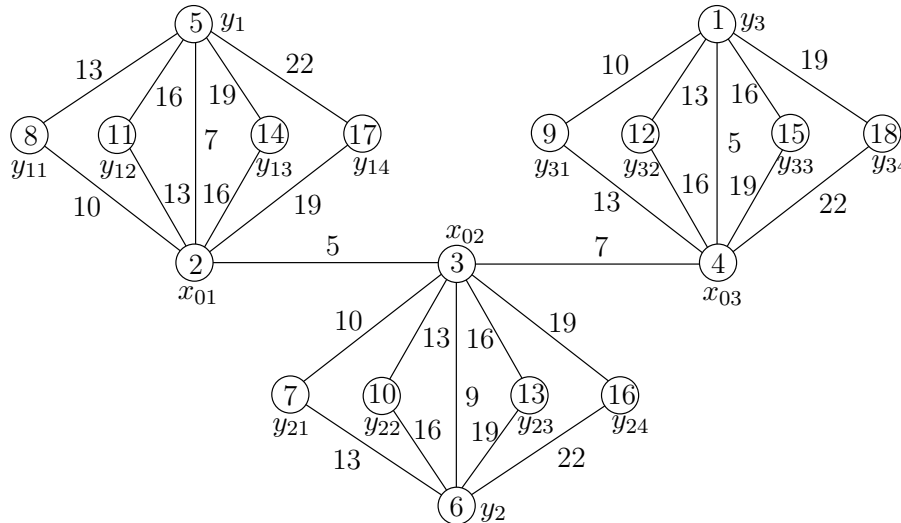 5 y₁ 1 y₃
13 22 10 19
16 19 13 16
8 11 7 14 17 9 12 5 15 18
y₁₁ y₁₂ y₁₃ y₁₄ y₃₁ y₃₂ y₃₃ y₃₄
10 13 16 19 13 16 19 22
x₀₂
2 5 3 7 4
x₀₁ x₀₃
10 13 16 19
7 10 9 13 16
y₂₁ y₂₂ y₂₃ y₂₄
13 16 19 22
6 y₂